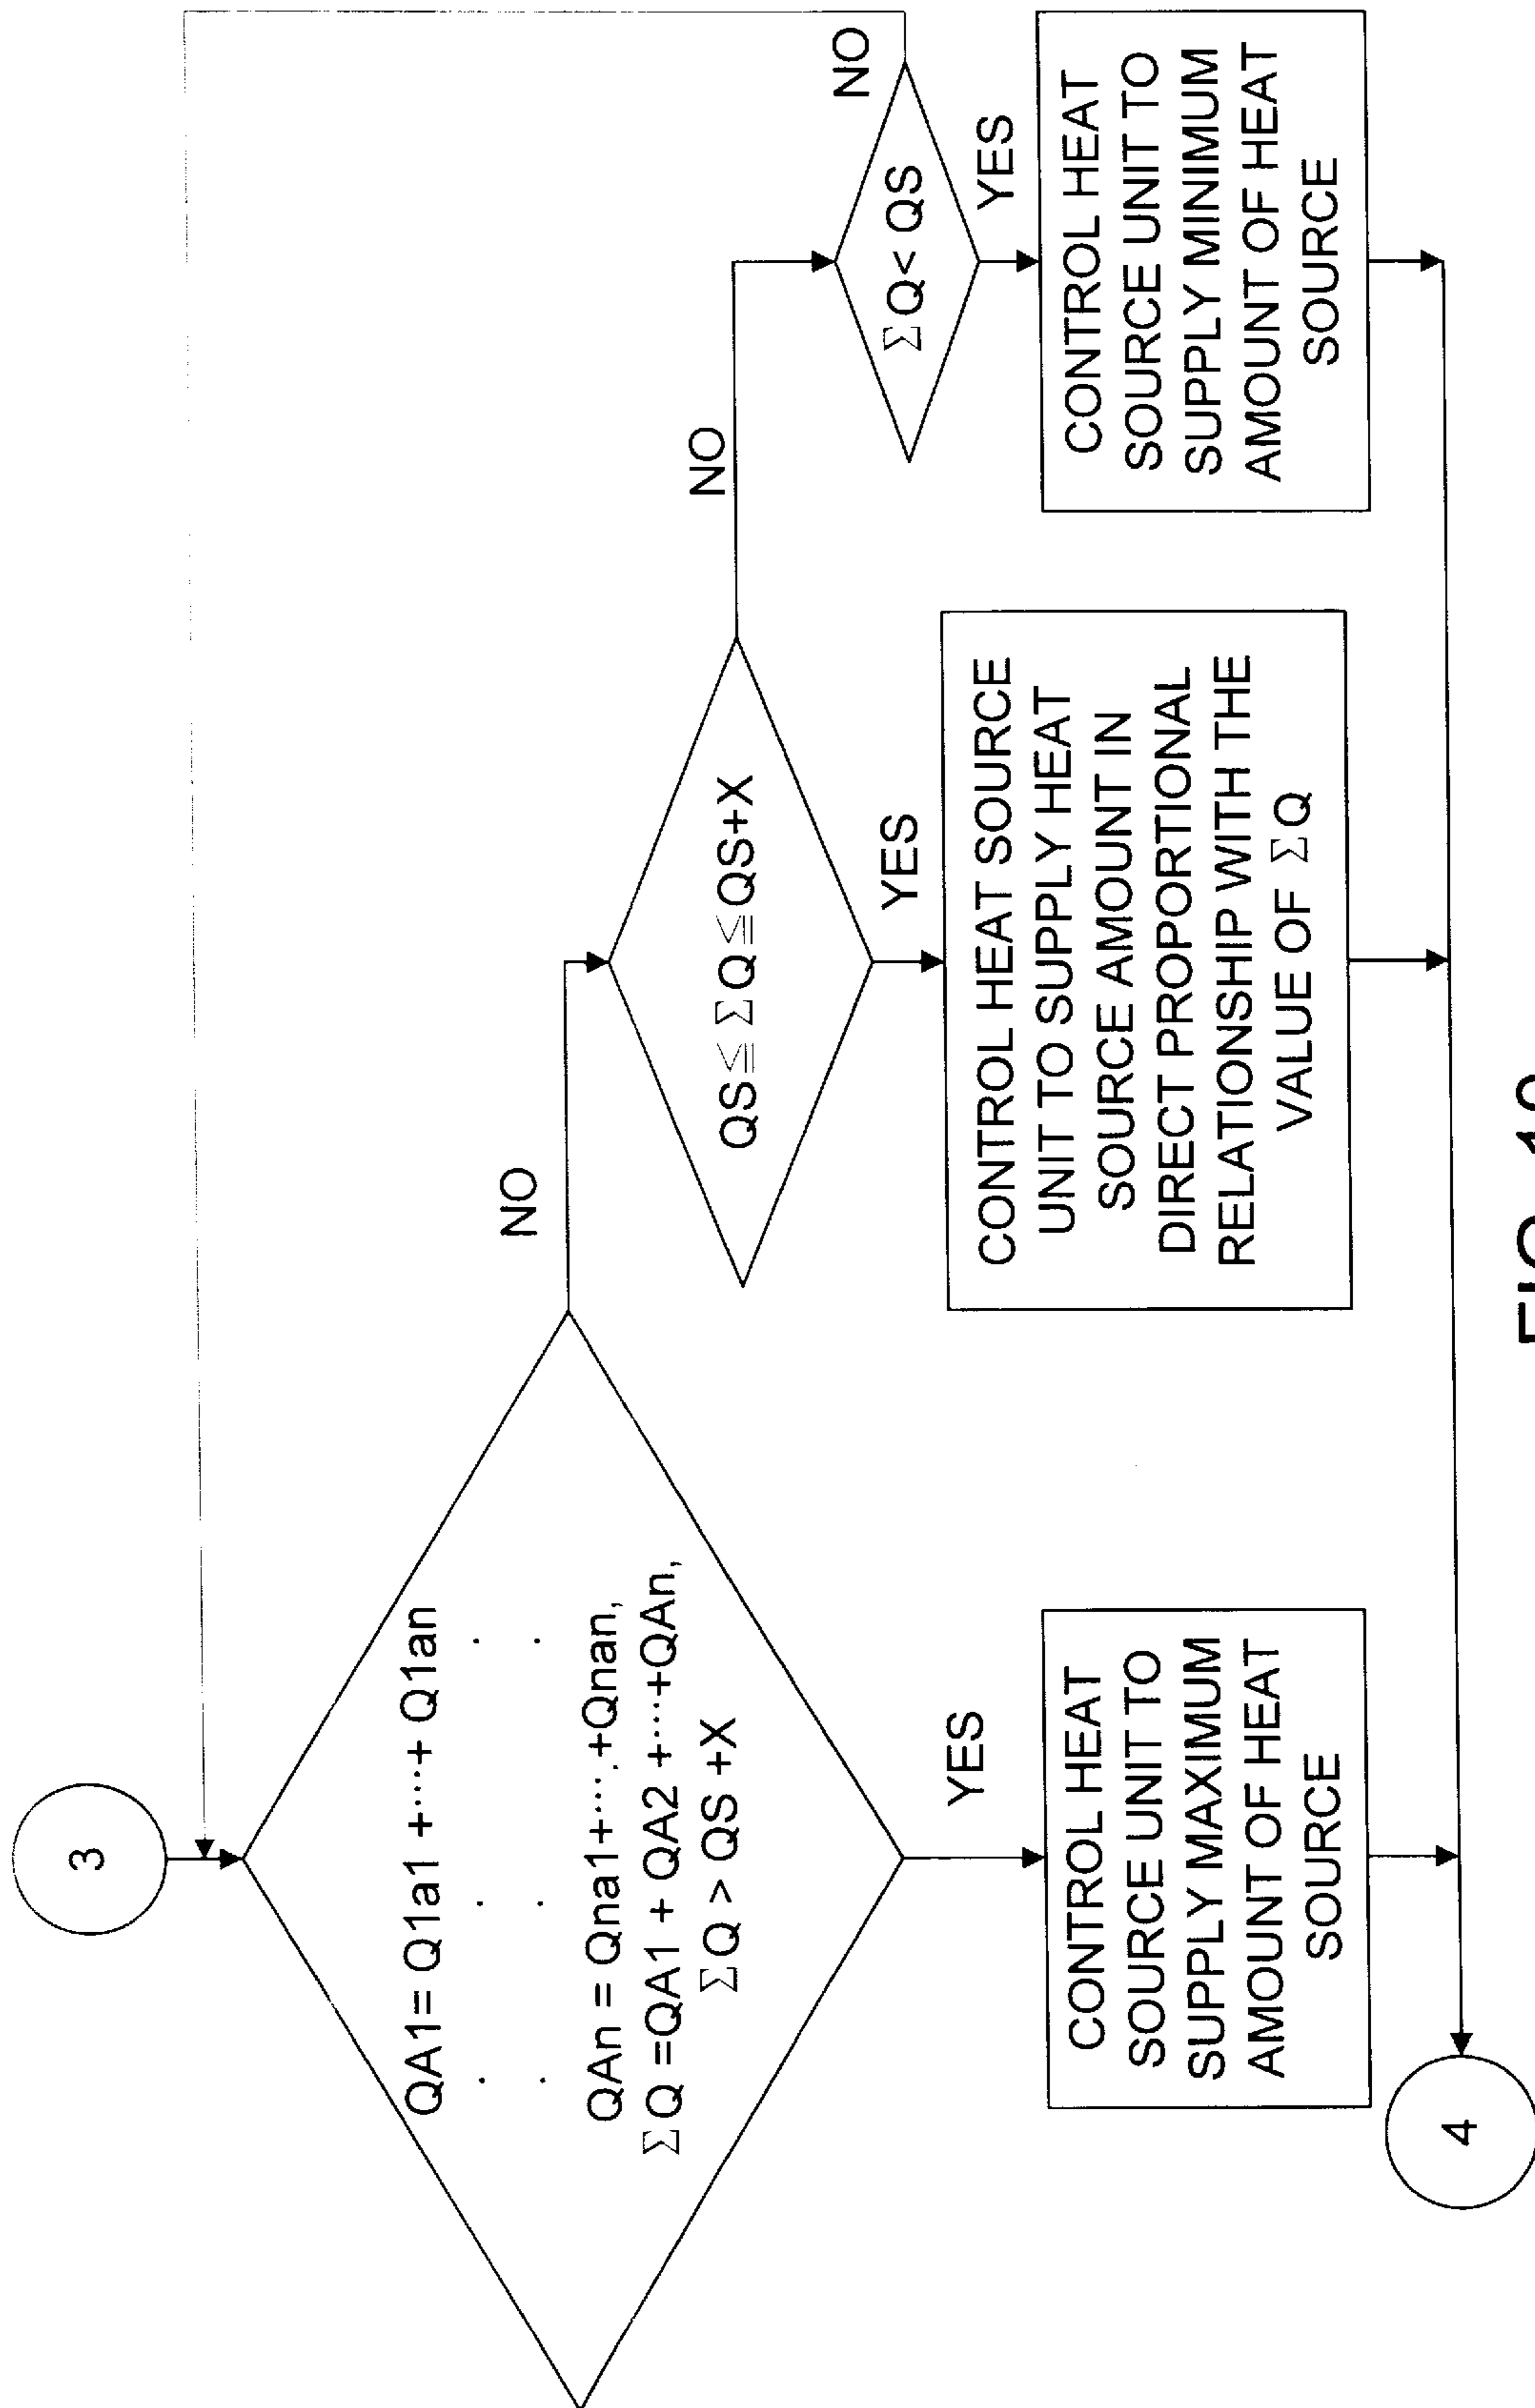 3
QA1= Q1a1 +···+ Q1an
. . .
. . .
QAn = Qna1+···.+Qnan,
ΣQ =QA1 + QA2 +···+QAn,
ΣQ > QS +X
NO
YES
CONTROL HEAT
SOURCE UNIT TO
SUPPLY MAXIMUM
AMOUNT OF HEAT
SOURCE
QS≦ΣQ≦QS+X
NO
YES
CONTROL HEAT SOURCE
UNIT TO SUPPLY HEAT
SOURCE AMOUNT IN
DIRECT PROPORTIONAL
RELATIONSHIP WITH THE
VALUE OF ΣQ
ΣQ< QS
NO
YES
CONTROL HEAT
SOURCE UNIT TO
SUPPLY MINIMUM
AMOUNT OF HEAT
SOURCE
4